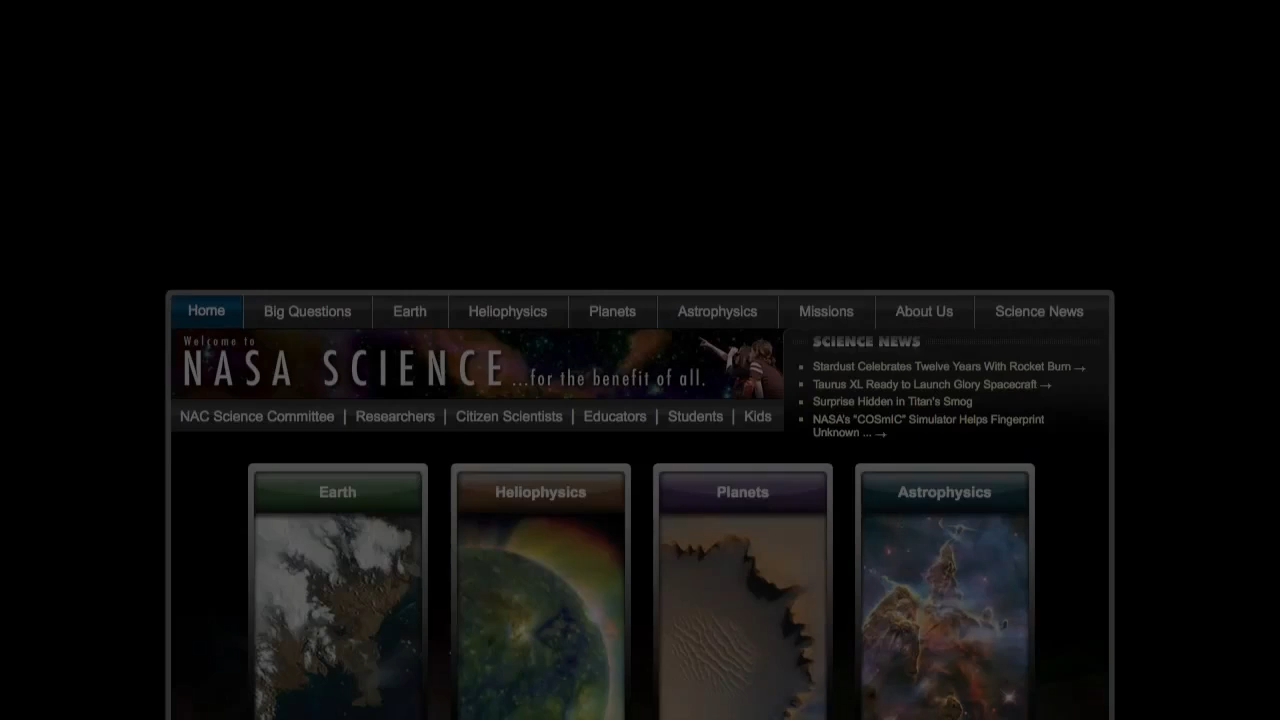 Home Big Questions Earth Heliophysics Planets Astrophysics Missions About Us Science News
Welcome to
NASA SCIENCE ...for the benefit of all.
NAC Science Committee | Researchers | Citizen Scientists | Educators | Students | Kids
SCIENCE NEWS
Stardust Celebrates Twelve Years With Rocket Burn →
Taurus XL Ready to Launch Glory Spacecraft →
Surprise Hidden in Titan's Smog
NASA's "COSmIC" Simulator Helps Fingerprint
Unknown ... →
Earth Heliophysics Planets Astrophysics